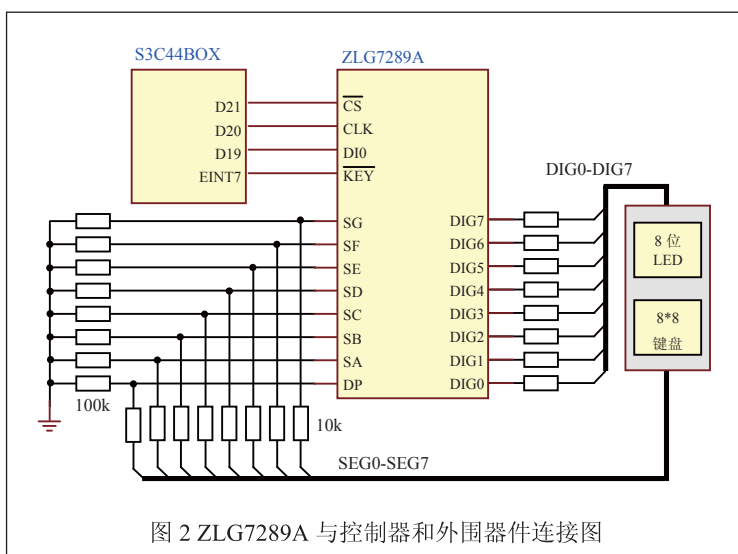 S3C44BOX
ZLG7289A
D21
D20
D19
EINT7
CS
CLK
DI0
KEY
SG
SF
SE
SD
SC
SB
SA
DP
DIG7
DIG6
DIG5
DIG4
DIG3
DIG2
DIG1
DIG0
DIG0-DIG7
8 位
LED
8*8
键盘
100k
10k
SEG0-SEG7
图 2 ZLG7289A 与控制器和外围器件连接图